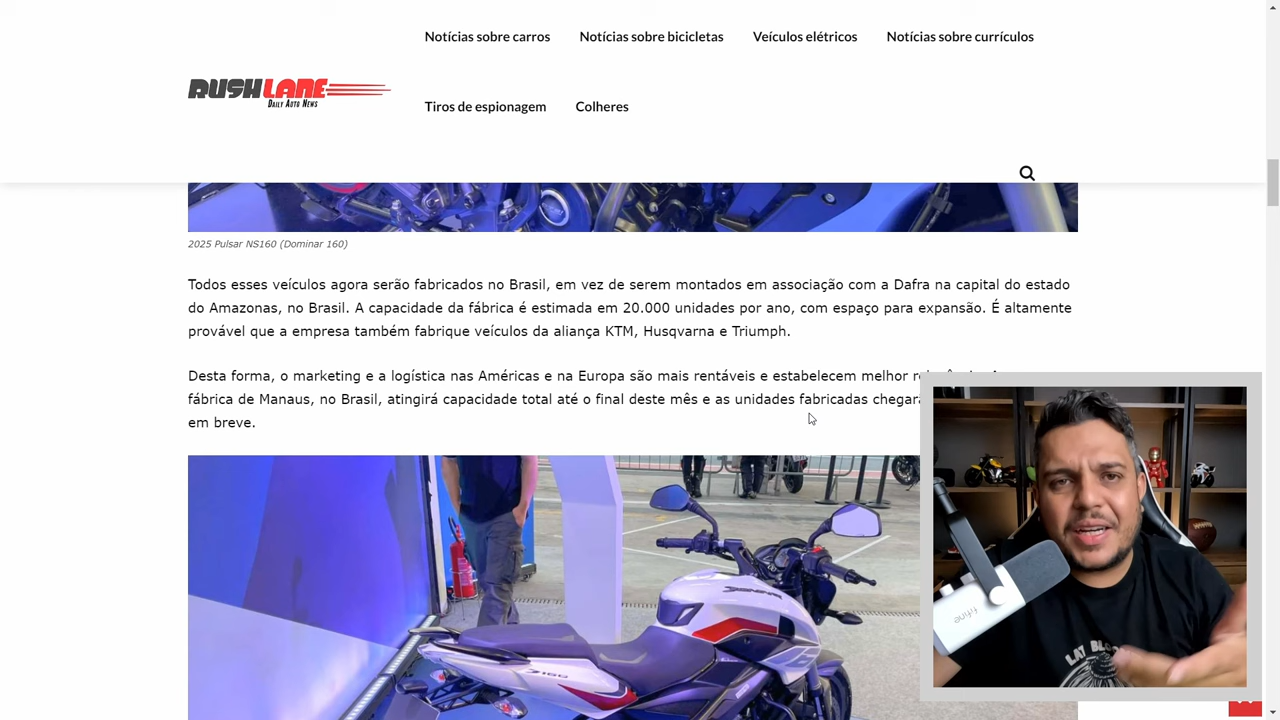 Notícias sobre carros
Notícias sobre bicicletas
Veículos elétricos
Notícias sobre currículos
RUSHLANE
DAILY AUTO NEWS
Tiros de espionagem
Colheres
2025 Pulsar NS160 (Dominar 160)
Todos esses veículos agora serão fabricados no Brasil, em vez de serem montados em associação com a Dafra na capital do estado
do Amazonas, no Brasil. A capacidade da fábrica é estimada em 20.000 unidades por ano, com espaço para expansão. É altamente
provável que a empresa também fabrique veículos da aliança KTM, Husqvarna e Triumph.
Desta forma, o marketing e a logística nas Américas e na Europa são mais rentáveis e estabelecem melhor
fábrica de Manaus, no Brasil, atingirá capacidade total até o final deste mês e as unidades fabricadas
em breve.
fifine